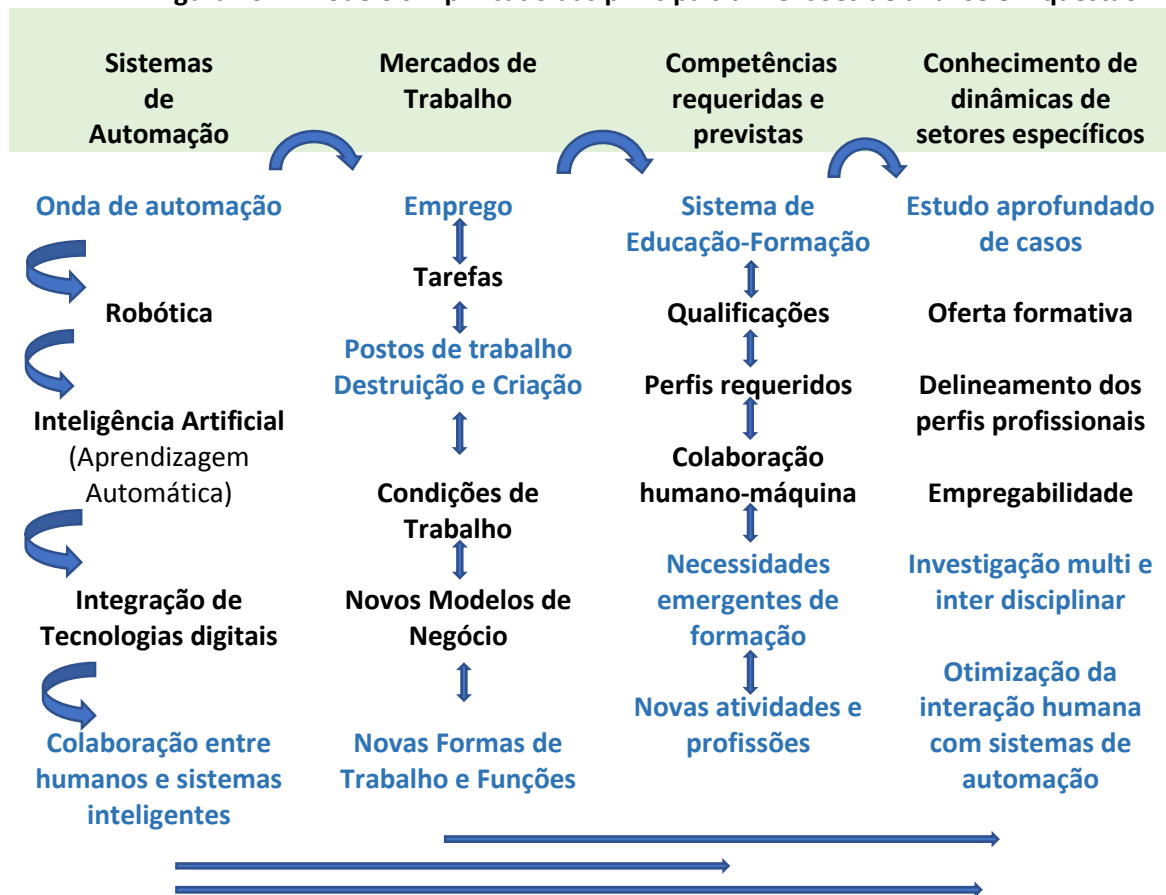 Sistemas
de
Automação
Mercados de
Trabalho
Competências
requeridas e
previstas
Conhecimento de
dinâmicas de
setores específicos
Onda de automação
Robótica
Inteligência Artificial
(Aprendizagem
Automática)
Integração de
Tecnologias digitais
Colaboração entre
humanos e sistemas
inteligentes
Emprego
Tarefas
Postos de trabalho
Destruição e Criação
Condições de
Trabalho
Novos Modelos de
Negócio
Novas Formas de
Trabalho e Funções
Sistema de
Educação-Formação
Qualificações
Perfis requeridos
Colaboração
humano-máquina
Necessidades
emergentes de
formação
Novas atividades e
profissões
Estudo aprofundado
de casos
Oferta formativa
Delineamento dos
perfis profissionais
Empregabilidade
Investigação multi e
inter disciplinar
Otimização da
interação humana
com sistemas de
automação